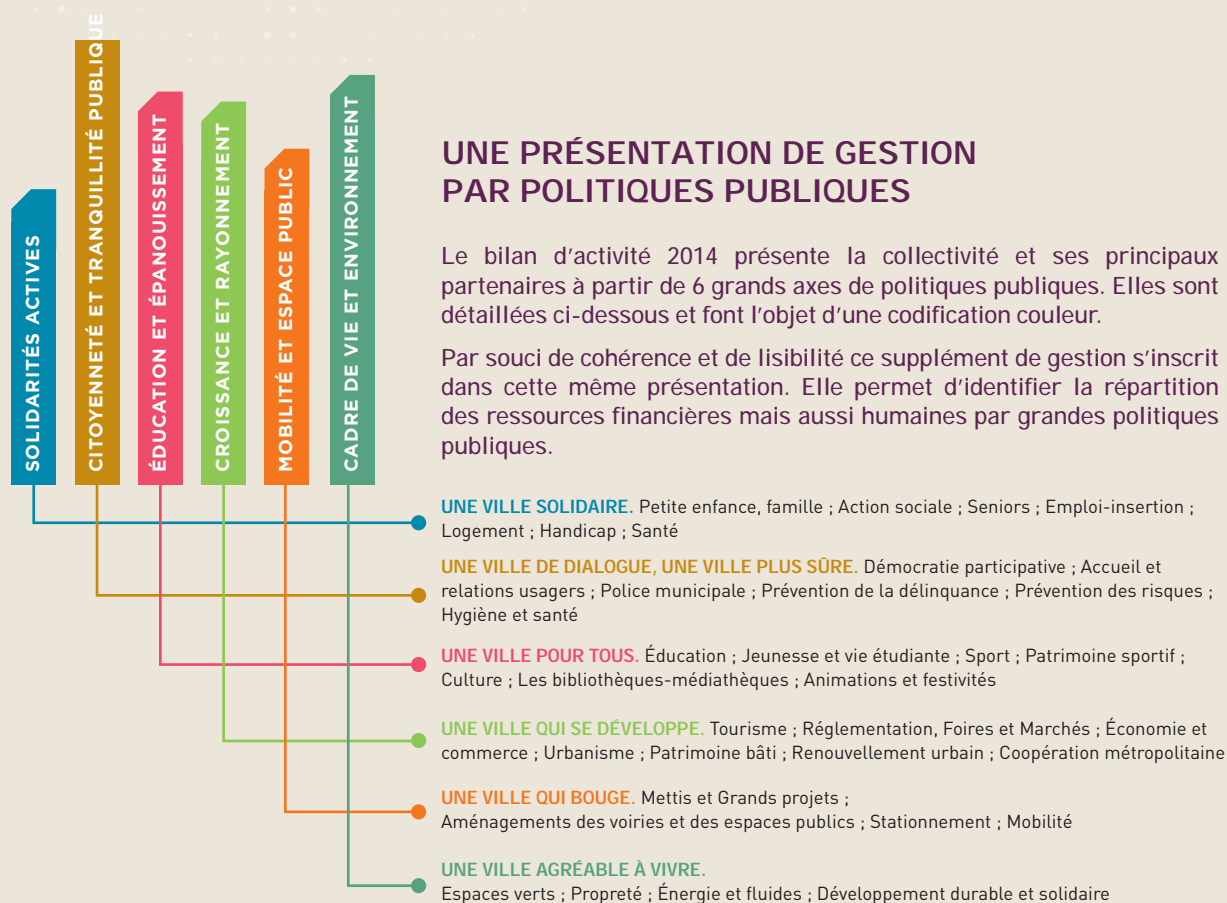 SOLIDARITÉS ACTIVES
CITOYENNETÉ ET TRANQUILLITÉ PUBLIQUE
ÉDUCATION ET ÉPANOUISSEMENT
CROISSANCE ET RAYONNEMENT
MOBILITÉ ET ESPACE PUBLIC
CADRE DE VIE ET ENVIRONNEMENT
UNE PRÉSENTATION DE GESTION
PAR POLITIQUES PUBLIQUES
Le bilan d'activité 2014 présente la collectivité et ses principaux
partenaires à partir de 6 grands axes de politiques publiques. Elles sont
détaillées ci-dessous et font l'objet d'une codification couleur.
Par souci de cohérence et de lisibilité ce supplément de gestion s'inscrit
dans cette même présentation. Elle permet d'identifier la répartition
des ressources financières mais aussi humaines par grandes politiques
publiques.
UNE VILLE SOLIDAIRE. Petite enfance, famille ; Action sociale ; Seniors ; Emploi-insertion ;
Logement ; Handicap ; Santé
UNE VILLE DE DIALOGUE, UNE VILLE PLUS SÛRE. Démocratie participative ; Accueil et
relations usagers ; Police municipale ; Prévention de la délinquance ; Prévention des risques ;
Hygiène et santé
UNE VILLE POUR TOUS. Éducation ; Jeunesse et vie étudiante ; Sport ; Patrimoine sportif ;
Culture ; Les bibliothèques-médiathèques ; Animations et festivités
UNE VILLE QUI SE DÉVELOPPE. Tourisme ; Réglementation, Foires et Marchés ; Économie et
commerce ; Urbanisme ; Patrimoine bâti ; Renouvellement urbain ; Coopération métropolitaine
UNE VILLE QUI BOUGE. Mettis et Grands projets ;
Aménagements des voiries et des espaces publics ; Stationnement ; Mobilité
UNE VILLE AGRÉABLE À VIVRE.
Espaces verts ; Propreté ; Énergie et fluides ; Développement durable et solidaire